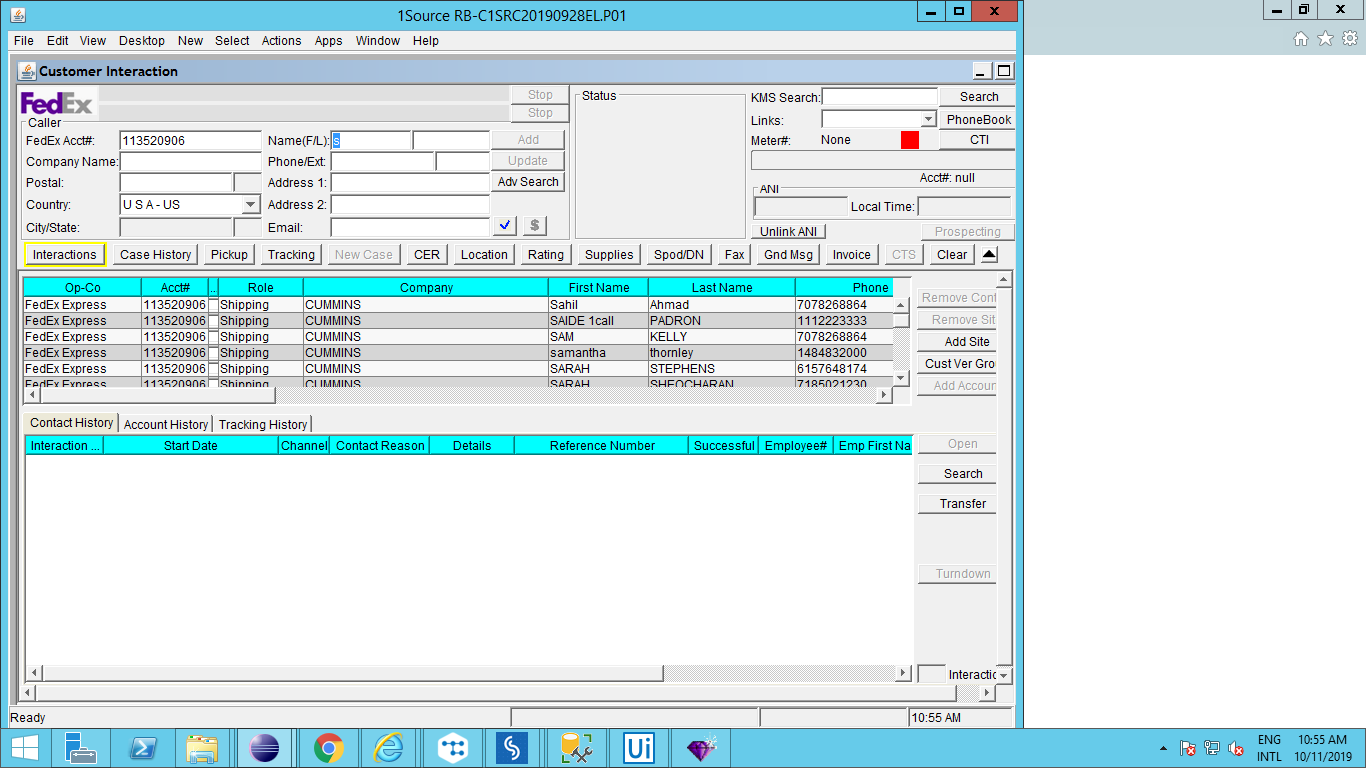 1Source RB-C1SRC20190928EL.P01
File Edit View Desktop New Select Actions Apps Window Help
Customer Interaction
FedEx
Stop
Stop
Caller
FedEx Acct#: 113520906 Name(F/L): s Add
Company Name: Phone/Ext: Update
Postal: Address 1: Adv Search
Country: U S A - US Address 2:
City/State: Email: $
Status
KMS Search: Search
Links: PhoneBook
Meter#: None CTI
Acct#: null
ANI
Local Time:
Unlink ANI Prospecting
Interactions Case History Pickup Tracking New Case CER Location Rating Supplies Spod/DN Fax Gnd Msg Invoice CTS Clear
Op-Co Acct# .. Role Company First Name Last Name Phone
FedEx Express 113520906 Shipping CUMMINS Sahil Ahmad 7078268864
FedEx Express 113520906 Shipping CUMMINS SAIDE 1call PADRON 1112223333
FedEx Express 113520906 Shipping CUMMINS SAM KELLY 7078268864
FedEx Express 113520906 Shipping CUMMINS samantha thornley 1484832000
FedEx Express 113520906 Shipping CUMMINS SARAH STEPHENS 6157648174
FedEx Express 113520906 Shipping CUMMINS SARAH SHEOCHARAN 7185021230
Remove Cont
Remove Sit
Add Site
Cust Ver Gro
Add Accoun
Contact History Account History Tracking History
Interaction ... Start Date Channel Contact Reason Details Reference Number Successful Employee# Emp First Na
Open
Search
Transfer
Turndown
Interactio
Ready 10:55 AM
Ui
ENG 10:55 AM
INTL 10/11/2019